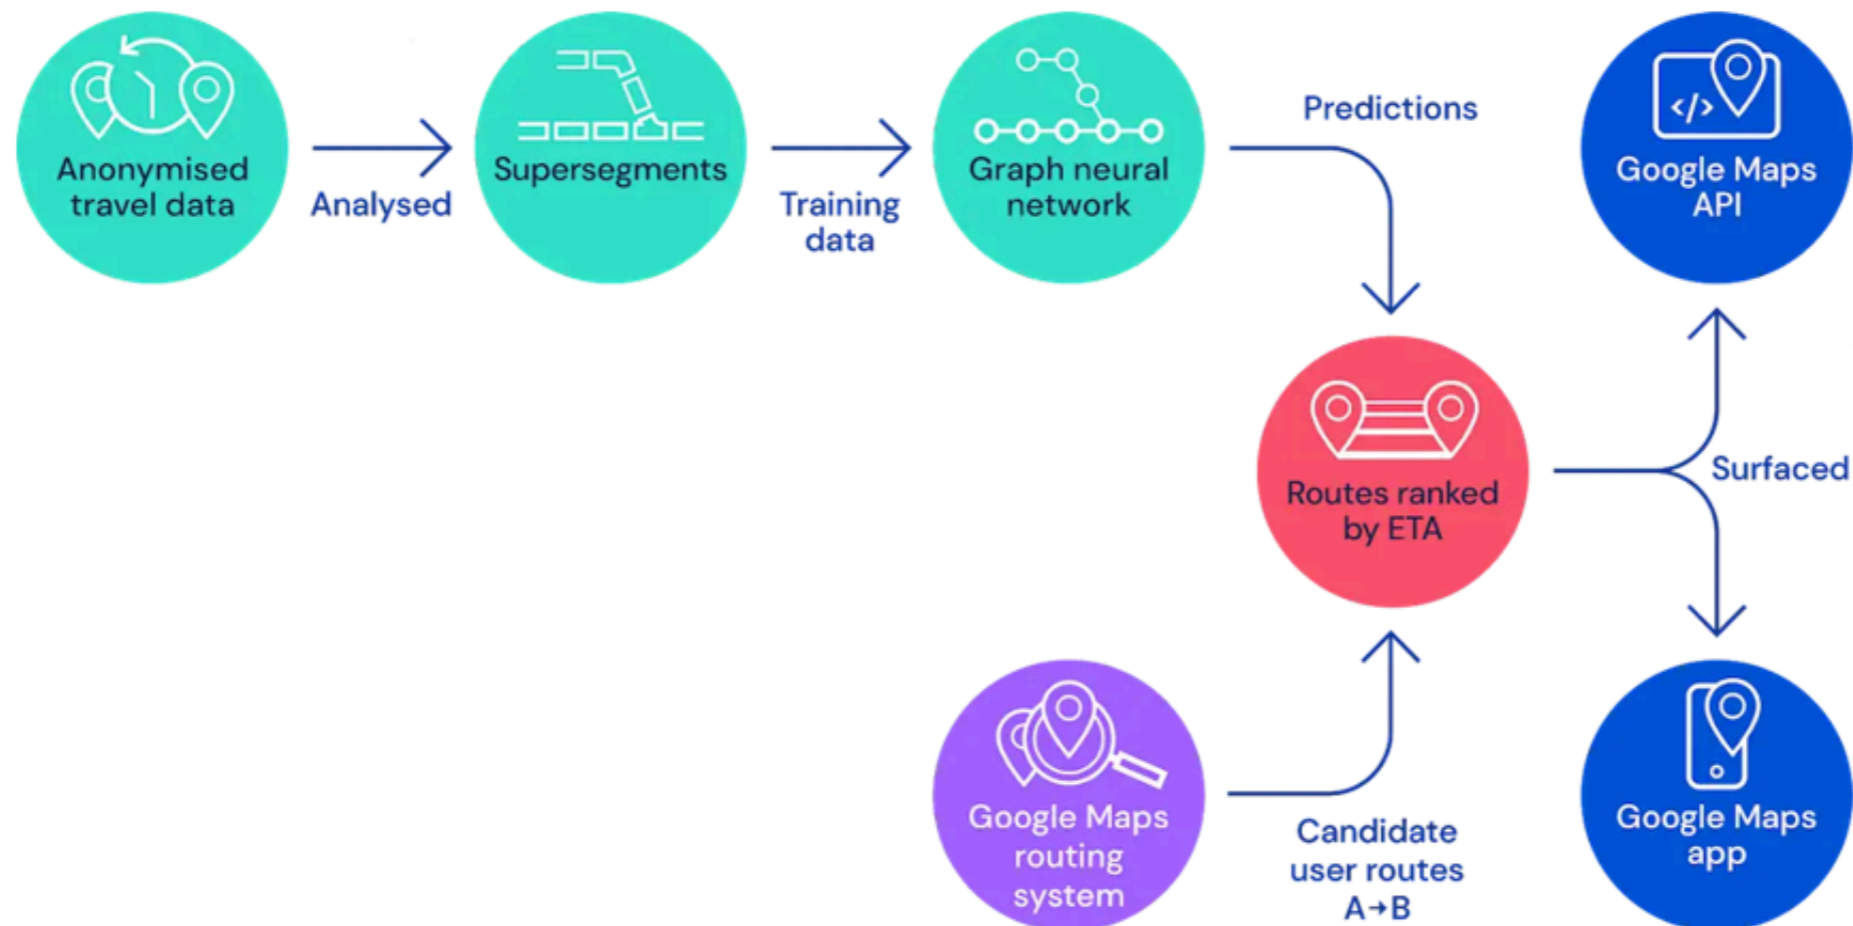 Anonymised
travel data
Analysed
Supersegments
Training
data
Graph neural
network
Predictions
Google Maps
API
Routes ranked
by ETA
Surfaced
Google Maps
routing
system
Candidate
user routes
A→B
Google Maps
app
</>